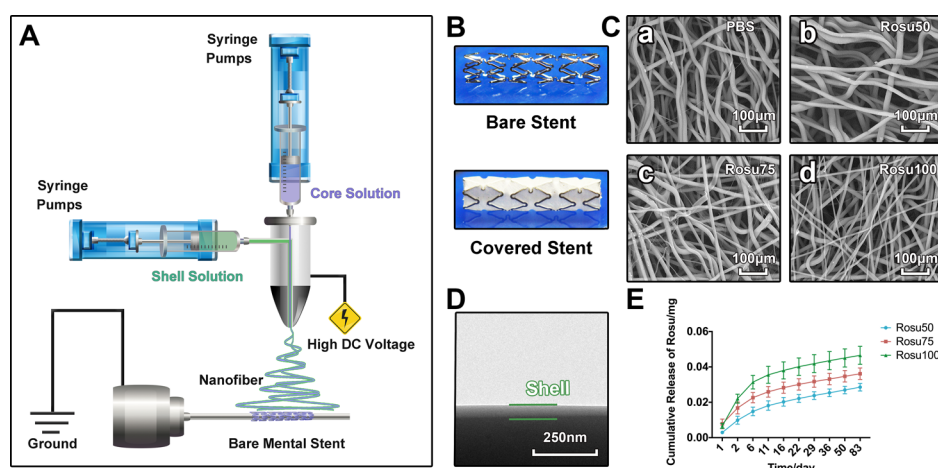 A
Syringe
Pumps
Core Solution
Syringe
Pumps
Shell Solution
High DC Voltage
Nanofiber
Ground
Bare Mental Stent
B
Bare Stent
Covered Stent
C
a
PBS
100μm
b
Rosu50
100μm
c
Rosu75
100μm
d
Rosu100
100μm
D
Shell
250nm
E
Cumulative Release of Rosu/mg
0.06
0.04
0.02
0.00
1 2 6 11 16 22 29 36 50 83
Time/day
Rosu50
Rosu75
Rosu100